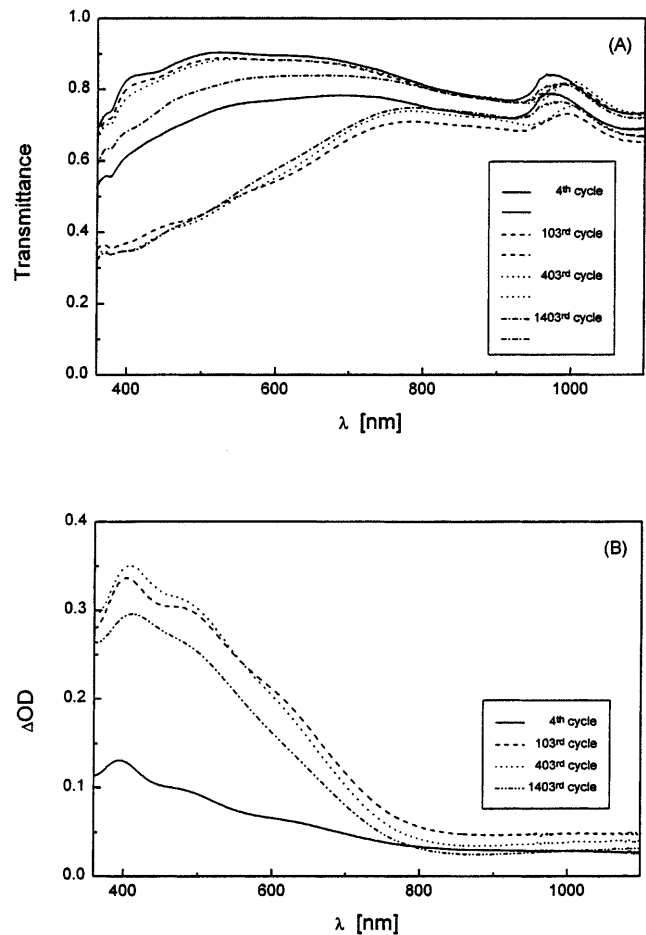 (A)
1.0
0.8
0.6
0.4
0.2
0.0
Transmittance
4th cycle
103rd cycle
403rd cycle
1403rd cycle
400
600
800
1000
λ [nm]
(B)
0.4
0.3
0.2
0.1
0.0
ΔOD
4th cycle
103rd cycle
403rd cycle
1403rd cycle
400
600
800
1000
λ [nm]